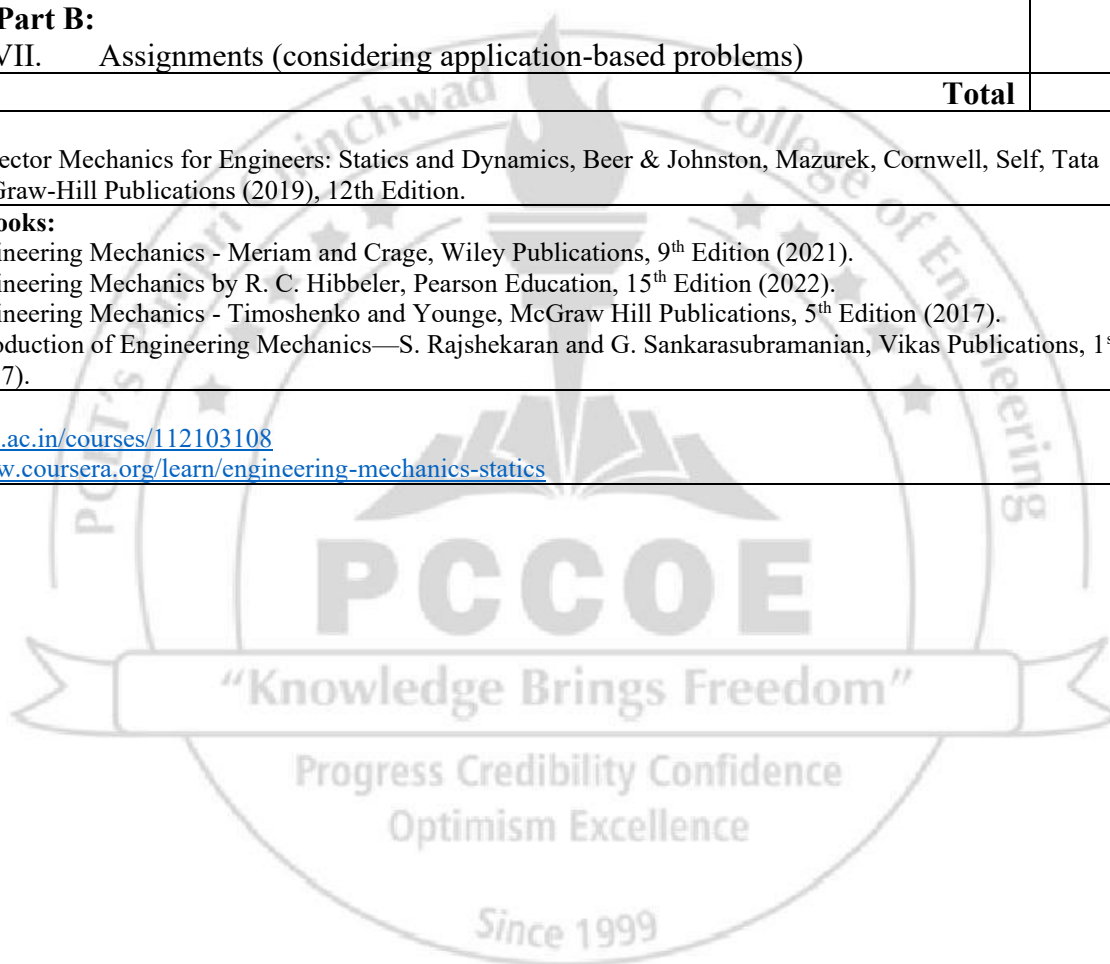 Part B:
VII. Assignments (considering application-based problems)
Total
ector Mechanics for Engineers: Statics and Dynamics, Beer & Johnston, Mazurek, Cornwell, Self, Tata
Graw-Hill Publications (2019), 12th Edition.
ooks:
ineering Mechanics - Meriam and Crage, Wiley Publications, 9th Edition (2021).
ineering Mechanics by R. C. Hibbeler, Pearson Education, 15th Edition (2022).
ineering Mechanics - Timoshenko and Younge, McGraw Hill Publications, 5th Edition (2017).
oduction of Engineering Mechanics—S. Rajshekaran and G. Sankarasubramanian, Vikas Publications, 1s
7).
.ac.in/courses/112103108
w.coursera.org/learn/engineering-mechanics-statics
PCET's Pimpri Chinchwad College of Engineering
PCCOE
"Knowledge Brings Freedom"
Progress Credibility Confidence
Optimism Excellence
Since 1999